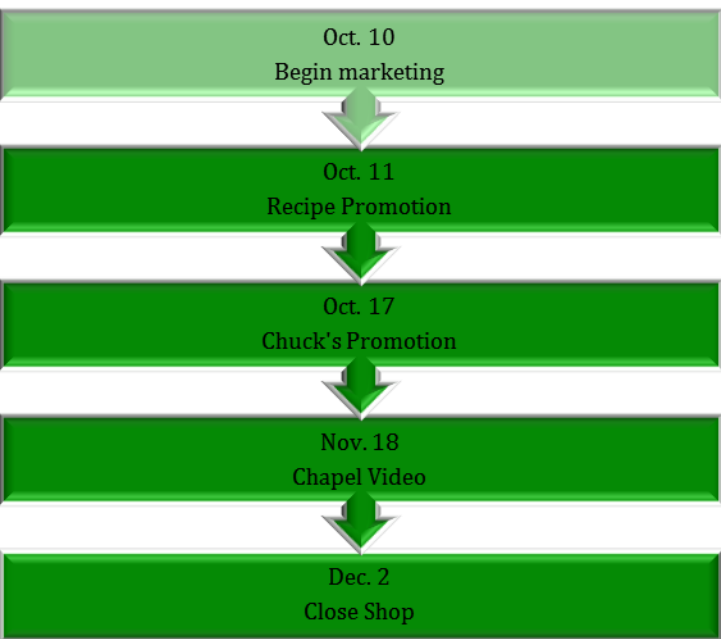 Oct. 10
Begin marketing
Oct. 11
Recipe Promotion
Oct. 17
Chuck's Promotion
Nov. 18
Chapel Video
Dec. 2
Close Shop